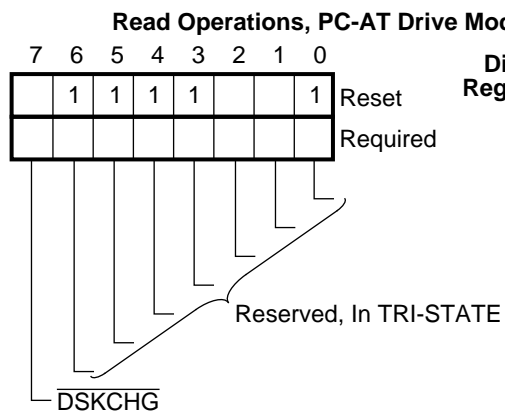 Read Operations, PC-AT Drive Mod
7 6 5 4 3 2 1 0
Di
Reg
1 1 1 1 1 Reset
Required
Reserved, In TRI-STATE
DSKCHG